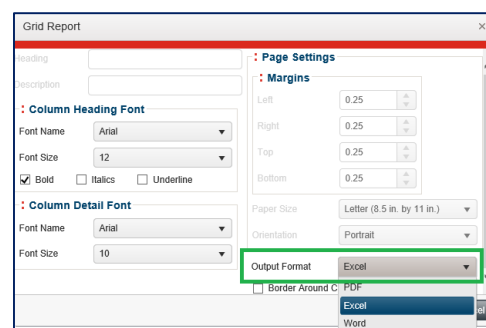 Grid Report
Heading
Description
Column Heading Font
Font Name Arial
Font Size 12
Bold Italics Underline
Column Detail Font
Font Name Arial
Font Size 10
Page Settings
Margins
Left 0.25
Right 0.25
Top 0.25
Bottom 0.25
Paper Size Letter (8.5 in. by 11 in.)
Orientation Portrait
Output Format Excel
Border Around C PDF
Excel
Word